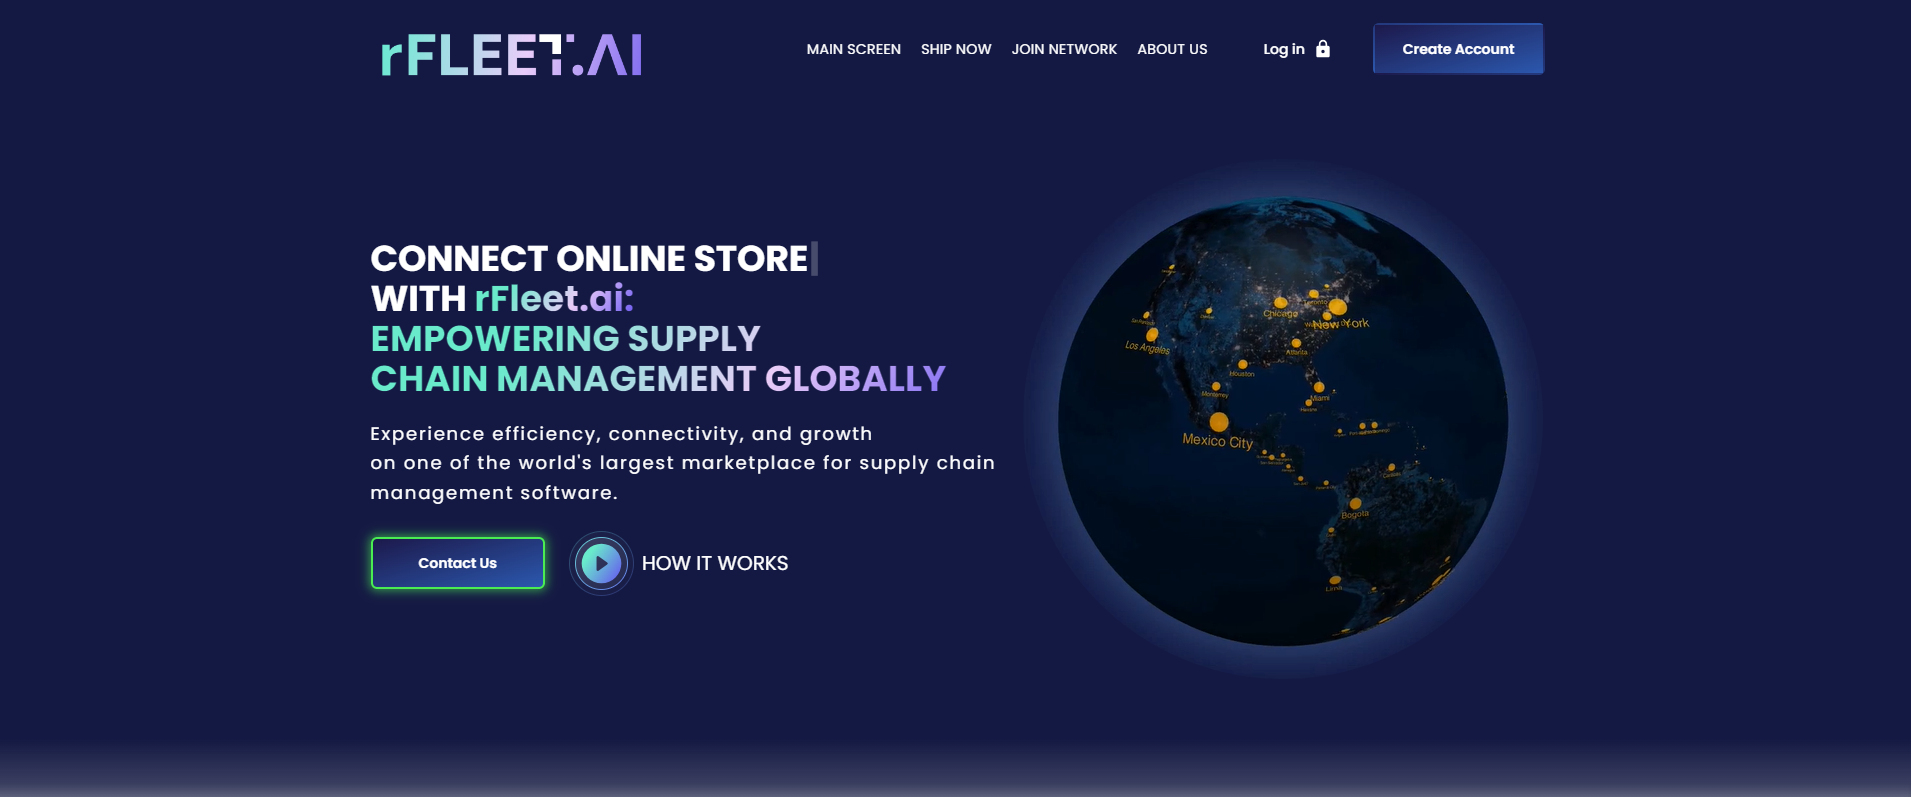 rFLEET.AI
MAIN SCREEN
SHIP NOW
JOIN NETWORK
ABOUT US
Log in
Create Account
CONNECT ONLINE STORE
WITH rFleet.ai:
EMPOWERING SUPPLY
CHAIN MANAGEMENT GLOBALLY
Experience efficiency, connectivity, and growth
on one of the world's largest marketplace for supply chain
management software.
Contact Us
HOW IT WORKS
Chicago
New York
Los Angeles
Atlanta
Houston
Monterrey
Miami
Havana
Mexico City
Caracas
Bogota
Lima